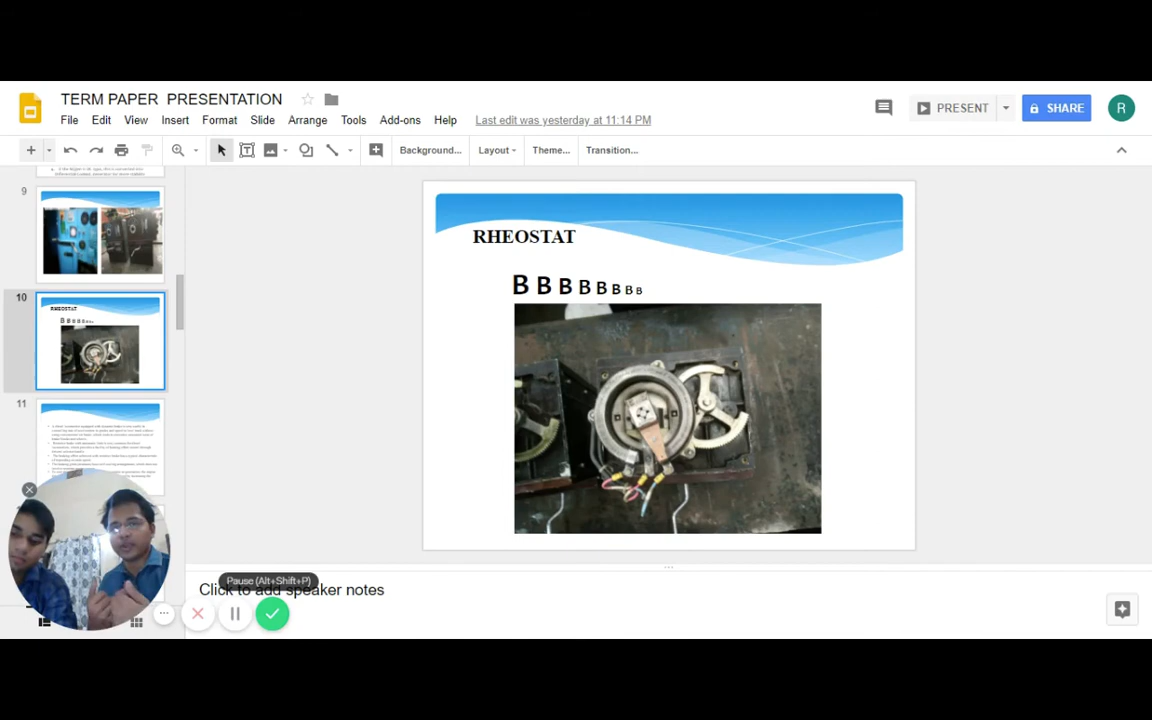 TERM PAPER PRESENTATION
File Edit View Insert Format Slide Arrange Tools Add-ons Help Last edit was yesterday at 11:14 PM
PRESENT SHARE R
Background... Layout Theme... Transition...
9
10
RHEOSTAT
B B B B B B B B
11
RHEOSTAT
B B B B B B B B
Pause (Alt+Shift+P)
Click to add speaker notes